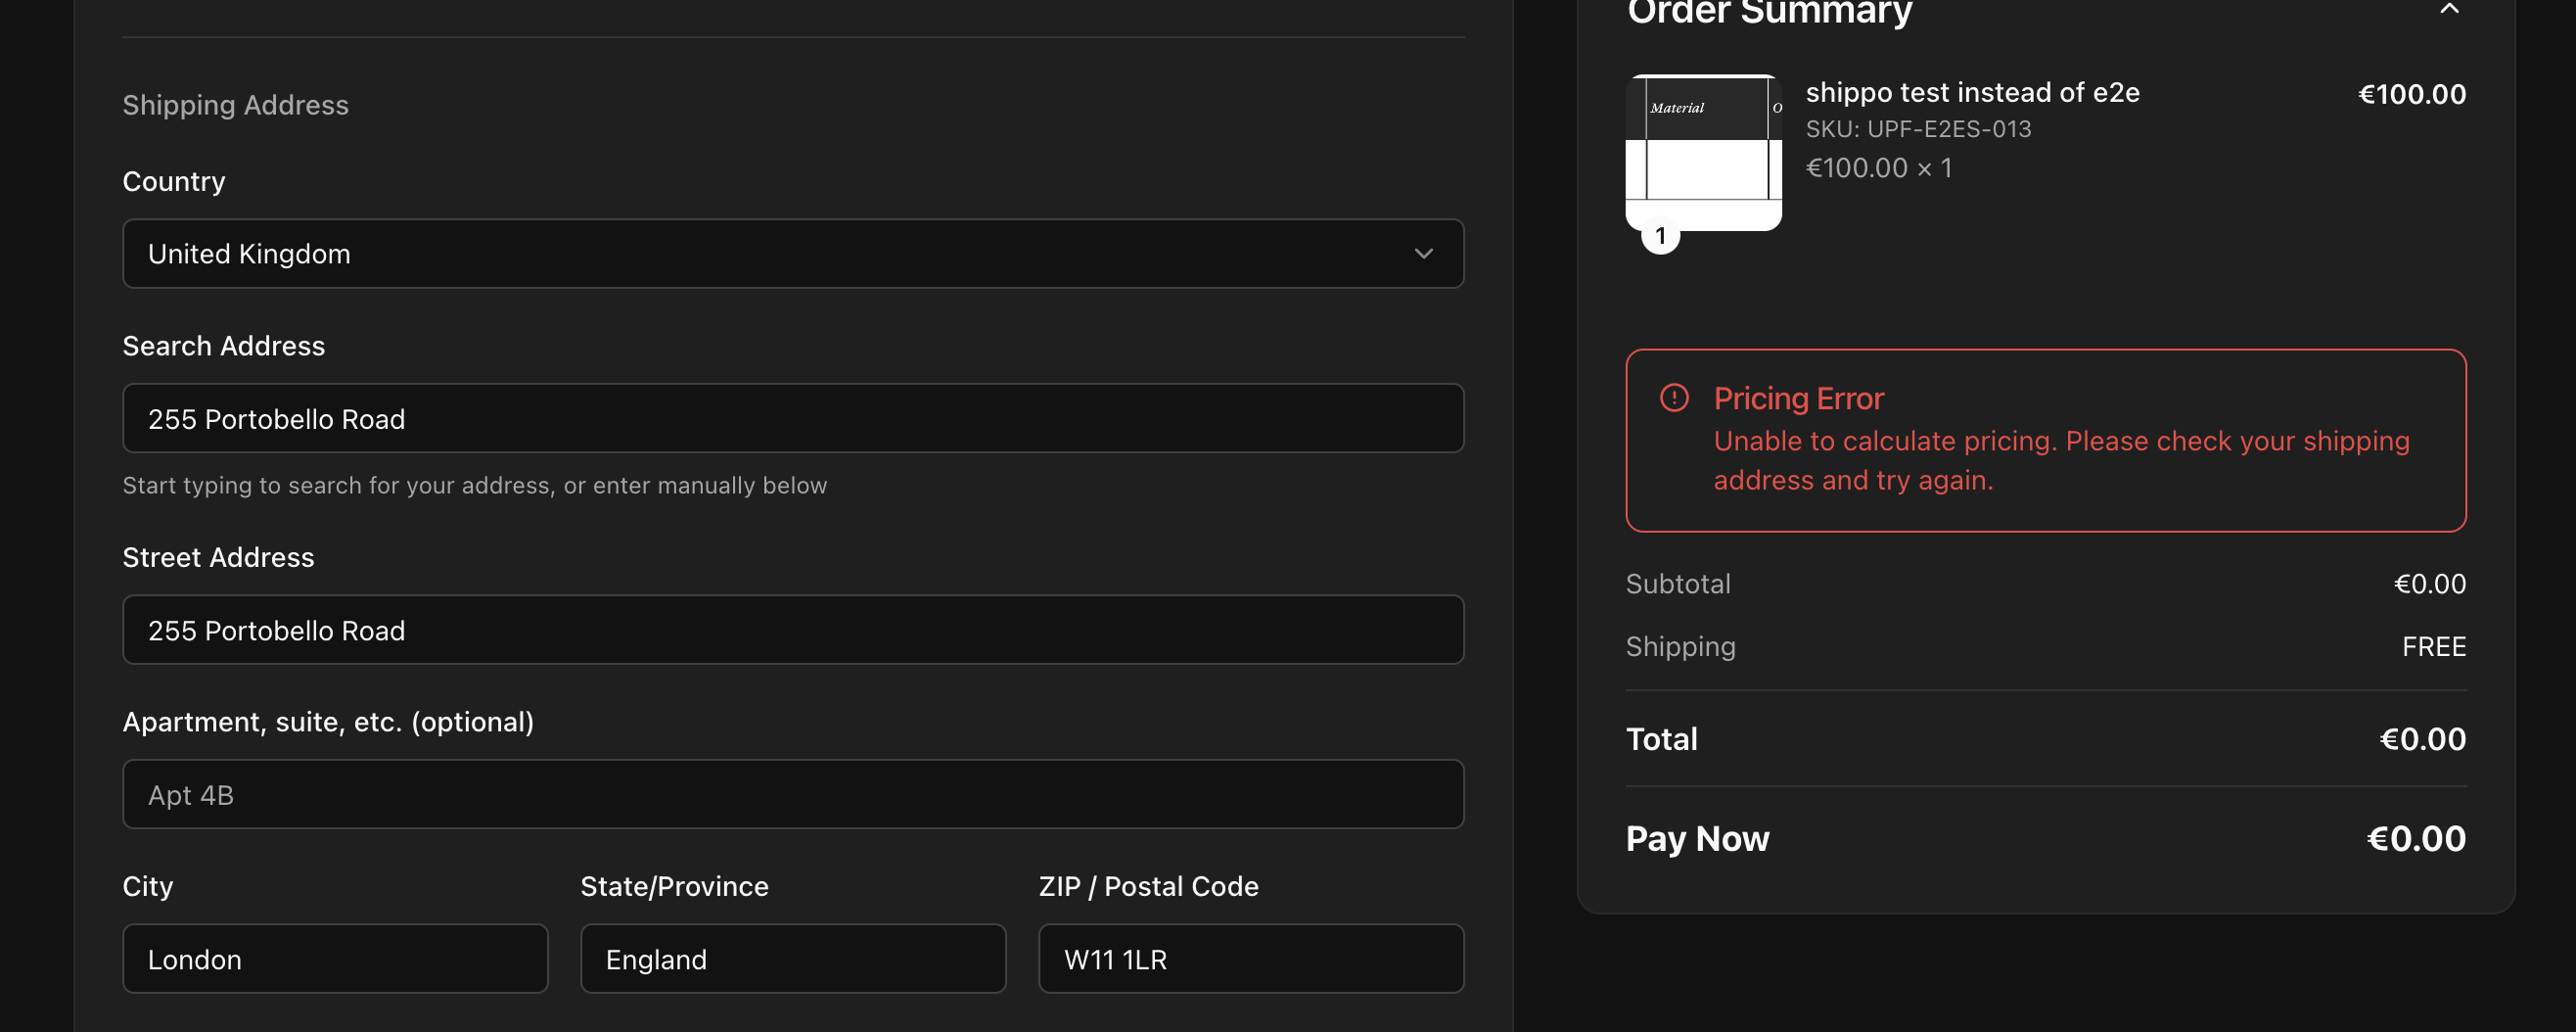 Shipping Address
Country
United Kingdom
Search Address
255 Portobello Road
Start typing to search for your address, or enter manually below
Street Address
255 Portobello Road
Apartment, suite, etc. (optional)
Apt 4B
City
State/Province
ZIP / Postal Code
London
England
W11 1LR
Order Summary
Material
O
shippo test instead of e2e
€100.00
SKU: UPF-E2ES-013
€100.00 × 1
1
Pricing Error
Unable to calculate pricing. Please check your shipping
address and try again.
Subtotal
€0.00
Shipping
FREE
Total
€0.00
Pay Now
€0.00